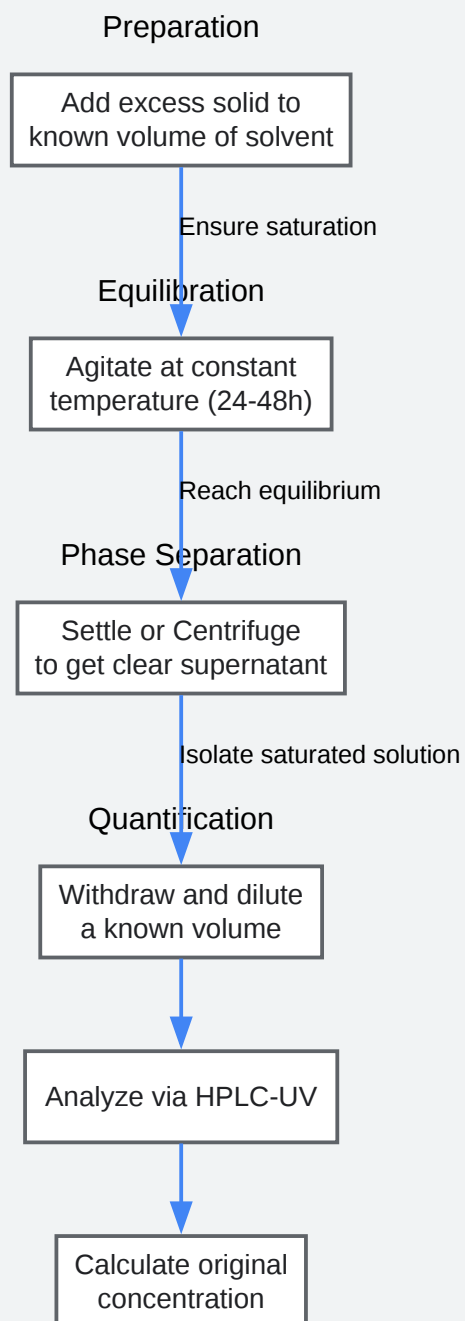 Preparation
Add excess solid to
known volume of solvent
Ensure saturation
Equilibration
Agitate at constant
temperature (24-48h)
Reach equilibrium
Phase Separation
Settle or Centrifuge
to get clear supernatant
Isolate saturated solution
Quantification
Withdraw and dilute
a known volume
Analyze via HPLC-UV
Calculate original
concentration